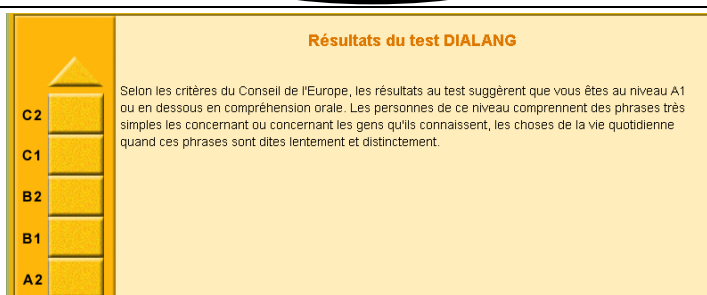 Résultats du test DIALANG
Selon les critères du Conseil de l'Europe, les résultats au test suggèrent que vous êtes au niveau A1
ou en dessous en compréhension orale. Les personnes de ce niveau comprennent des phrases très
simples les concernant ou concernant les gens qu'ils connaissent, les choses de la vie quotidienne
quand ces phrases sont dites lentement et distinctement.
C2
C1
B2
B1
A2